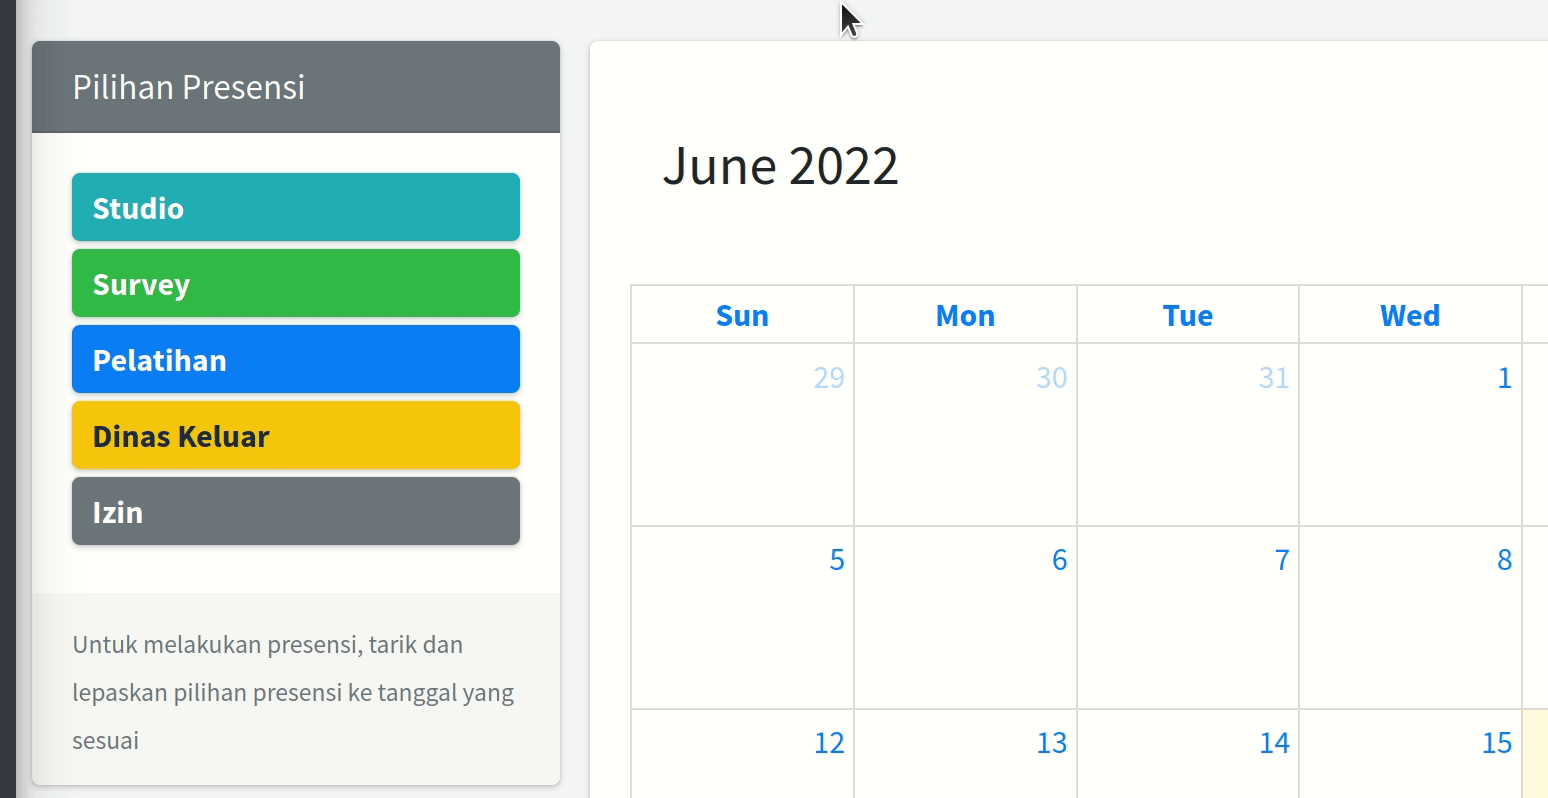 Pilihan Presensi
Studio
Survey
Pelatihan
Dinas Keluar
Izin
Untuk melakukan presensi, tarik dan
lepaskan pilihan presensi ke tanggal yang
sesuai
June 2022
Sun Mon Tue Wed
29 30 31 1
5 6 7 8
12 13 14 15